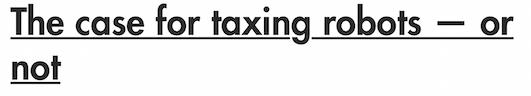 The case for taxing robots — or
not